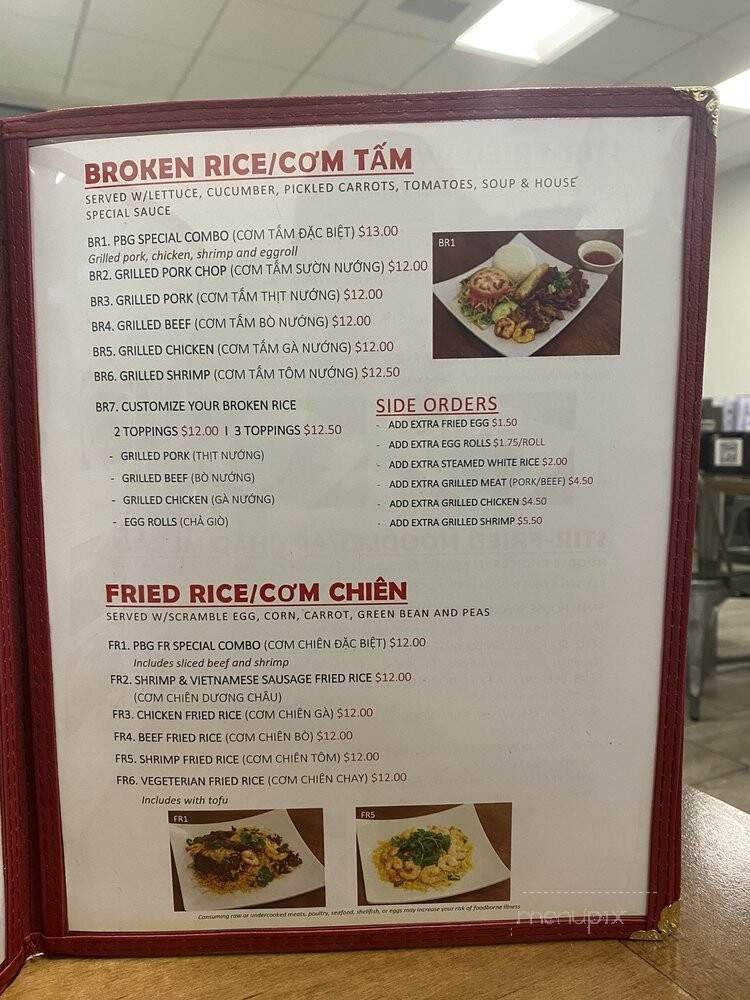 BROKEN RICE/CƠM TẤM
SERVED W/LETTUCE, CUCUMBER, PICKLED CARROTS, TOMATOES, SOUP & HOUSE
SPECIAL SAUCE
BR1. PBG SPECIAL COMBO (CƠM TẤM ĐẶC BIỆT) $13.00
Grilled pork, chicken, shrimp and eggroll
BR2. GRILLED PORK CHOP (CƠM TẤM SƯỜN NƯỚNG) $12.00
BR3. GRILLED PORK (CƠM TẤM THỊT NƯỚNG) $12.00
BR4. GRILLED BEEF (CƠM TẤM BÒ NƯỚNG) $12.00
BR5. GRILLED CHICKEN (CƠM TẤM GÀ NƯỚNG) $12.00
BR6. GRILLED SHRIMP (CƠM TẤM TÔM NƯỚNG) $12.50
BR1
BR7. CUSTOMIZE YOUR BROKEN RICE
2 TOPPINGS $12.00 I 3 TOPPINGS $12.50
- GRILLED PORK (THỊT NƯỚNG)
- GRILLED BEEF (BÒ NƯỚNG)
- GRILLED CHICKEN (GÀ NƯỚNG)
- EGG ROLLS (CHẢ GIÒ)
SIDE ORDERS
- ADD EXTRA FRIED EGG $1.50
- ADD EXTRA EGG ROLLS $1.75/ROLL
- ADD EXTRA STEAMED WHITE RICE $2.00
- ADD EXTRA GRILLED MEAT (PORK/BEEF) $4.50
- ADD EXTRA GRILLED CHICKEN $4.50
- ADD EXTRA GRILLED SHRIMP $5.50
FRIED RICE/CƠM CHIÊN
SERVED W/SCRAMBLE EGG, CORN, CARROT, GREEN BEAN AND PEAS
FR1. PBG FR SPECIAL COMBO (CƠM CHIÊN ĐẶC BIỆT) $12.00
Includes sliced beef and shrimp
FR2. SHRIMP & VIETNAMESE SAUSAGE FRIED RICE $12.00
(CƠM CHIÊN DƯƠNG CHÂU)
FR3. CHICKEN FRIED RICE (CƠM CHIÊN GÀ) $12.00
FR4. BEEF FRIED RICE (CƠM CHIÊN BÒ) $12.00
FR5. SHRIMP FRIED RICE (CƠM CHIÊN TÔM) $12.00
FR6. VEGETERIAN FRIED RICE (CƠM CHIÊN CHAY) $12.00
Includes with tofu
FR1
FR5
Consuming raw or undercooked meats, poultry, seafood, shellfish, or eggs may increase your risk of foodborne illness
menupix